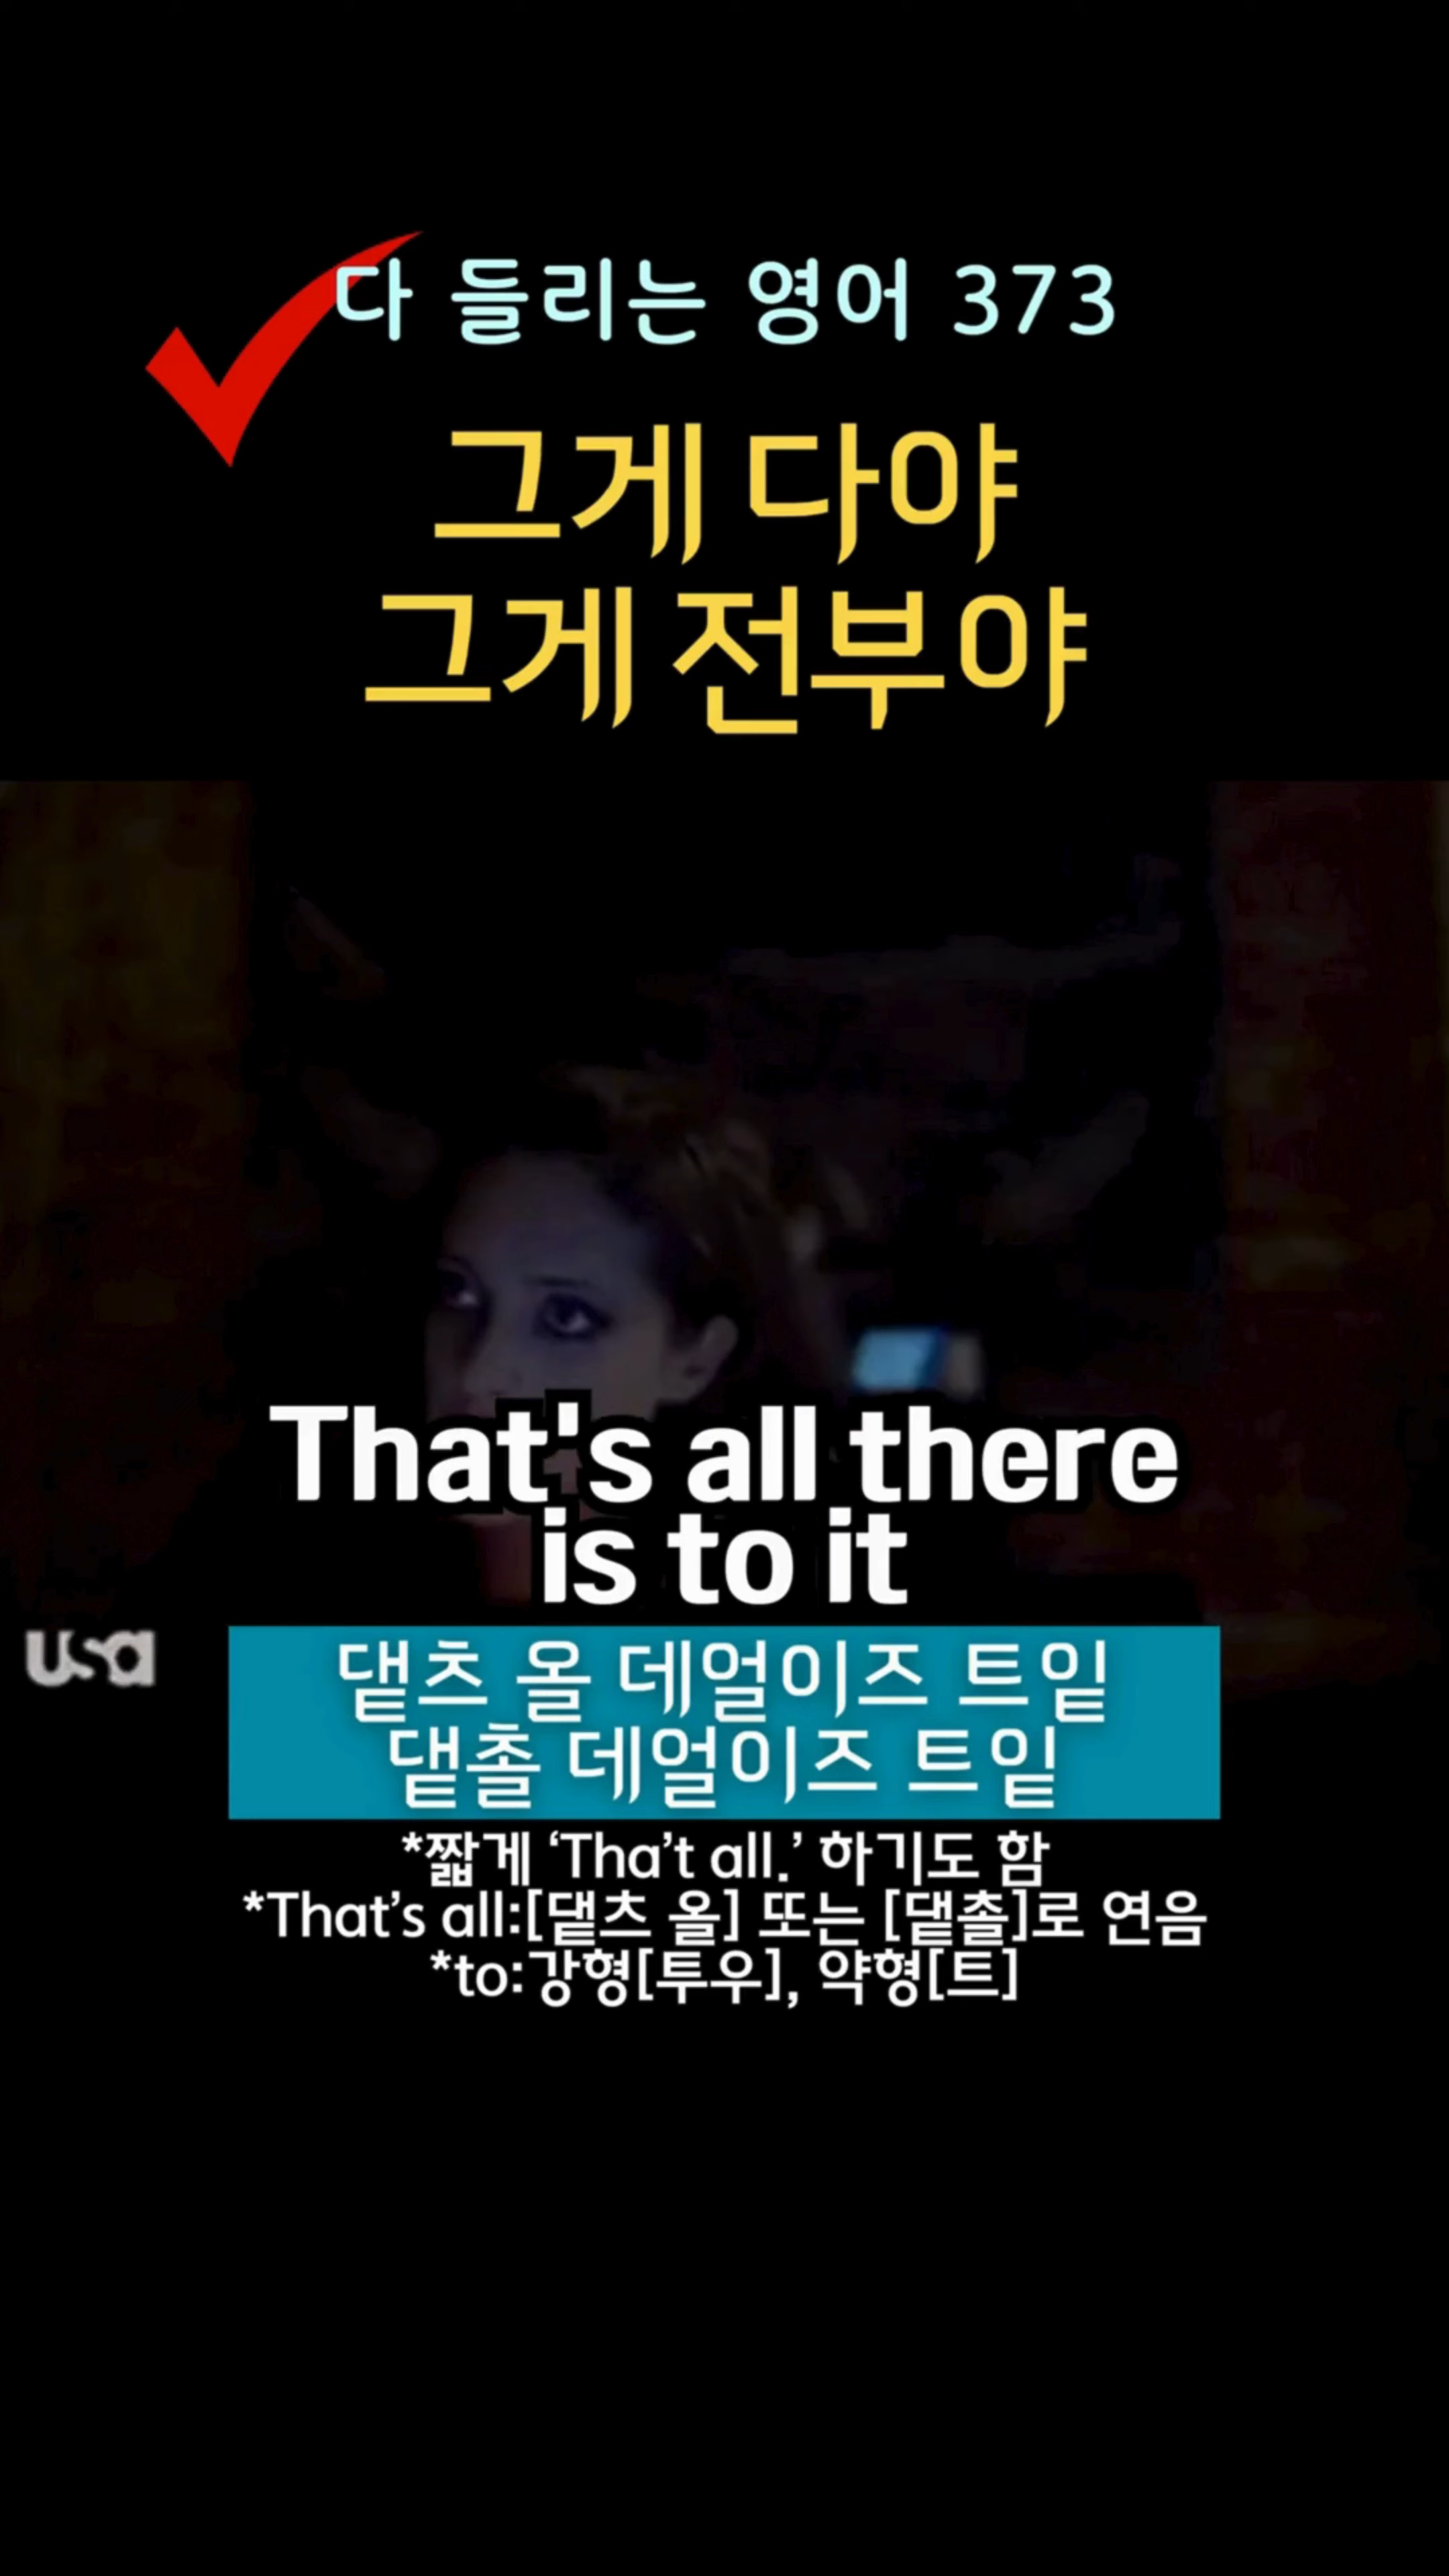 다 들리는 영어 373
그게 다야
그게 전부야
That's all there
is to it
usa
댙츠 올 데얼이즈 트잍
댙촐 데얼이즈 트잍
*짧게 ‘Tha’t all.’ 하기도 함
*That’s all:[댙츠 올] 또는 [댙촐]로 연음
*to:강형[투우], 약형[트]